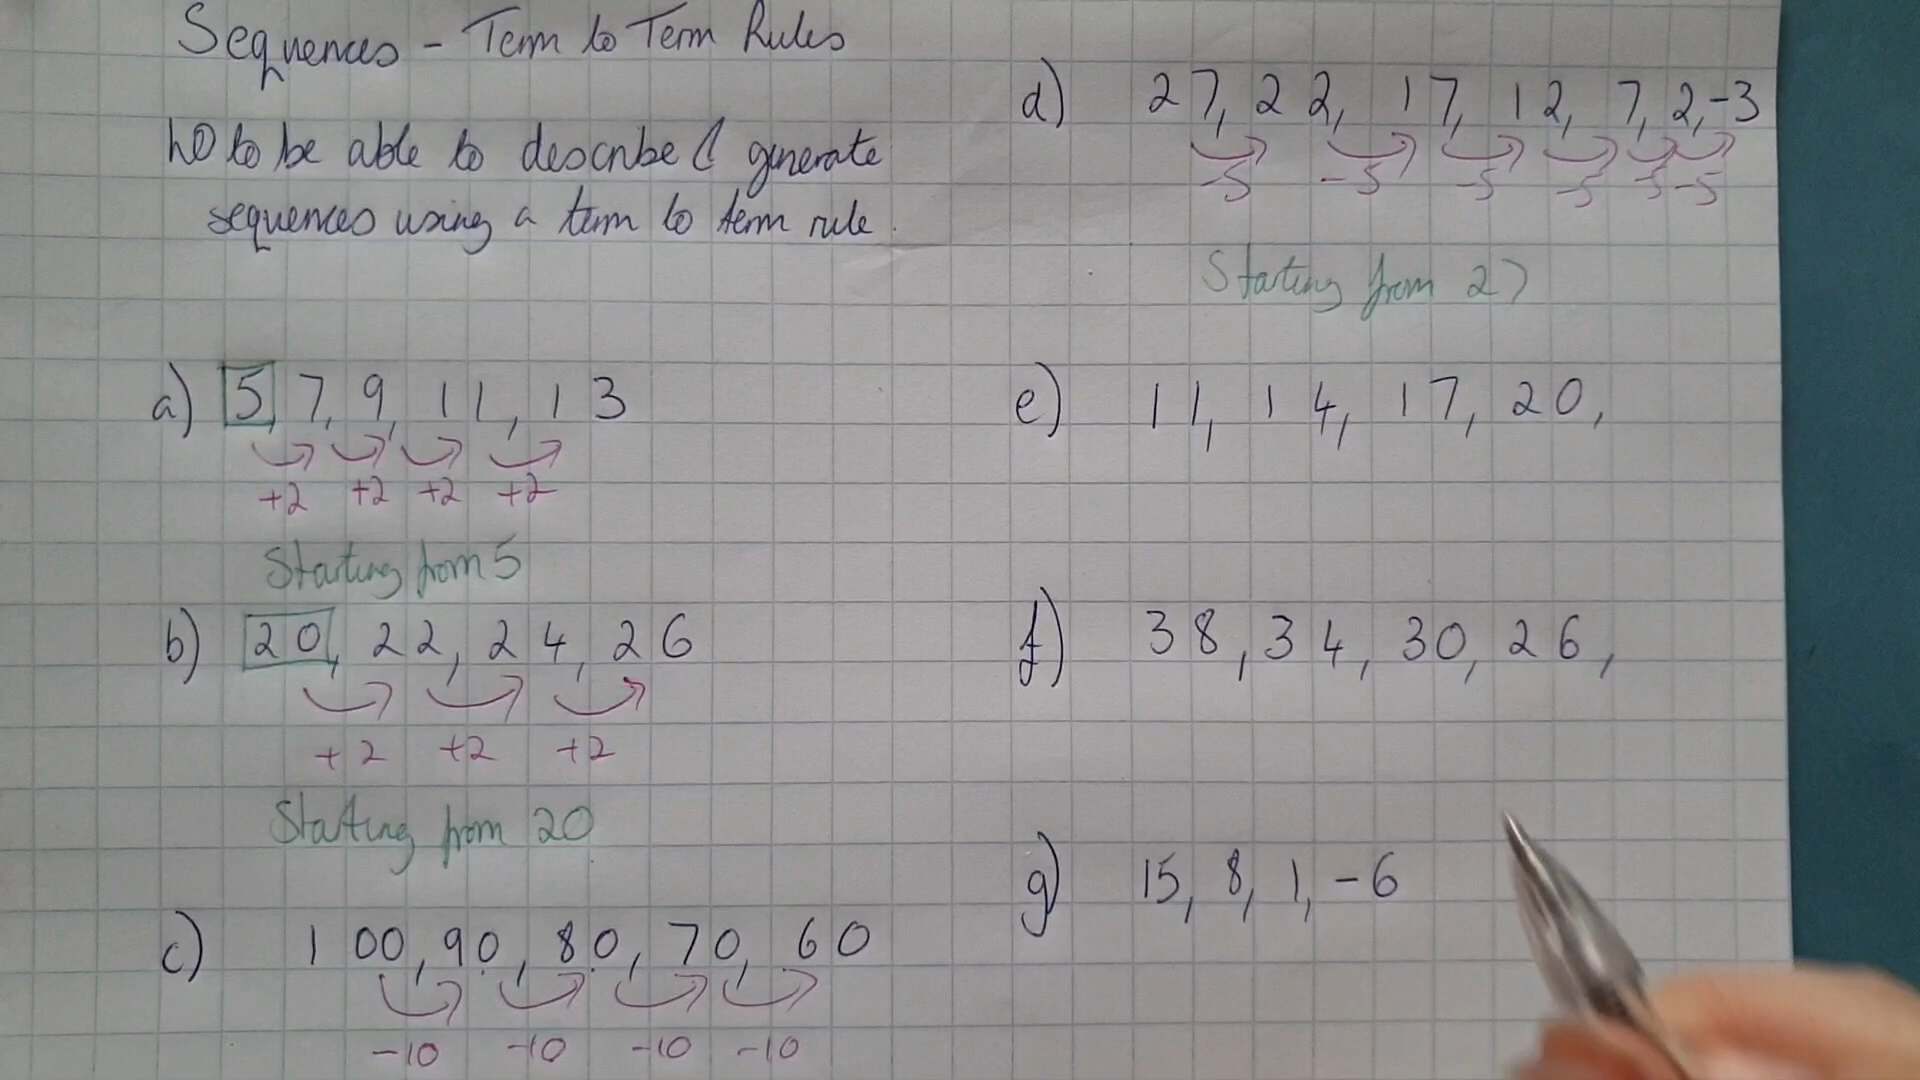 Sequences - Term to Term Rules
LO to be able to describe & generate
sequences using a term to term rule.
a) 5, 7, 9, 11, 13
+2 +2 +2 +2
Starting from 5
b) 20, 22, 24, 26
+2 +2 +2
Starting from 20
c) 100, 90, 80, 70, 60
-10 -10 -10 -10
d) 27, 22, 17, 12, 7, 2, -3
-5 -5 -5 -5 -5 -5
Starting from 27
e) 11, 14, 17, 20,
f) 38, 34, 30, 26,
g) 15, 8, 1, -6